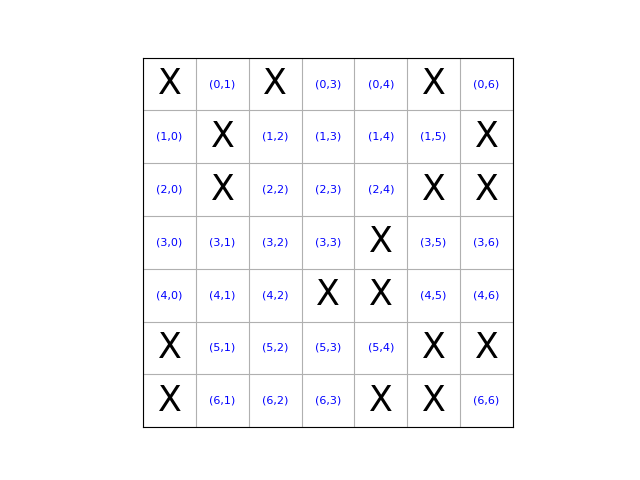 X (0,1) X (0,3) (0,4) X (0,6)
(1,0) X (1,2) (1,3) (1,4) (1,5) X
(2,0) X (2,2) (2,3) (2,4) X X
(3,0) (3,1) (3,2) (3,3) X (3,5) (3,6)
(4,0) (4,1) (4,2) X X (4,5) (4,6)
X (5,1) (5,2) (5,3) (5,4) X X
X (6,1) (6,2) (6,3) X X (6,6)